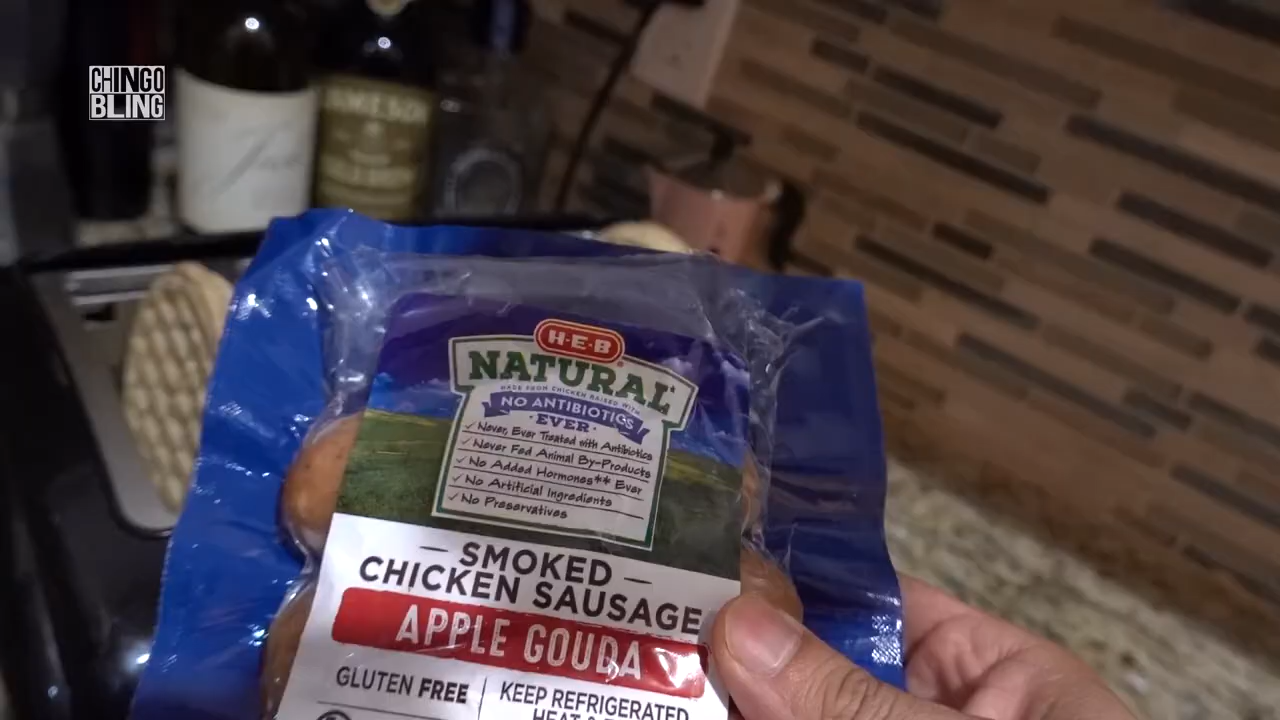 CHINGO
BLING
H-E-B
NATURAL*
MADE FROM CHICKEN RAISED WITH
NO ANTIBIOTICS
EVER
✓ Never, Ever Treated with Antibiotics
✓ Never Fed Animal By-Products
✓ No Added Hormones** Ever
✓ No Artificial Ingredients
✓ No Preservatives
— SMOKED —
CHICKEN SAUSAGE
APPLE GOUDA
GLUTEN FREE
KEEP REFRIGERATED
HEAT &